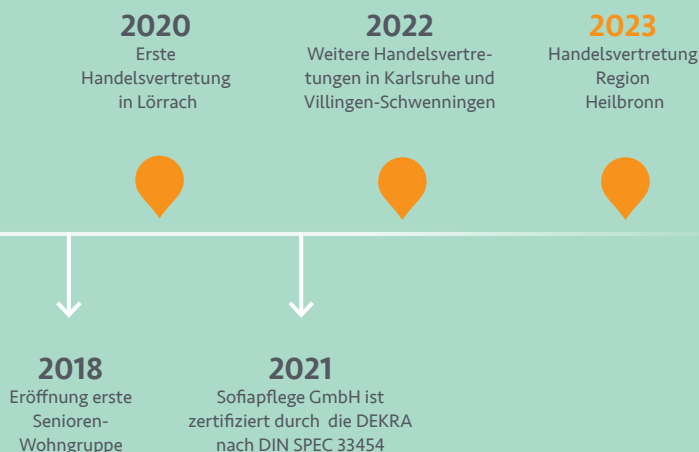 2020
Erste
Handelsvertretung
in Lörrach
2022
Weitere Handelsvertre-
tungen in Karlsruhe und
Villingen-Schwenningen
2023
Handelsvertretung
Region
Heilbronn
2018
Eröffnung erste
Senioren-
Wohngruppe
2021
Sofiapflege GmbH ist
zertifiziert durch die DEKRA
nach DIN SPEC 33454